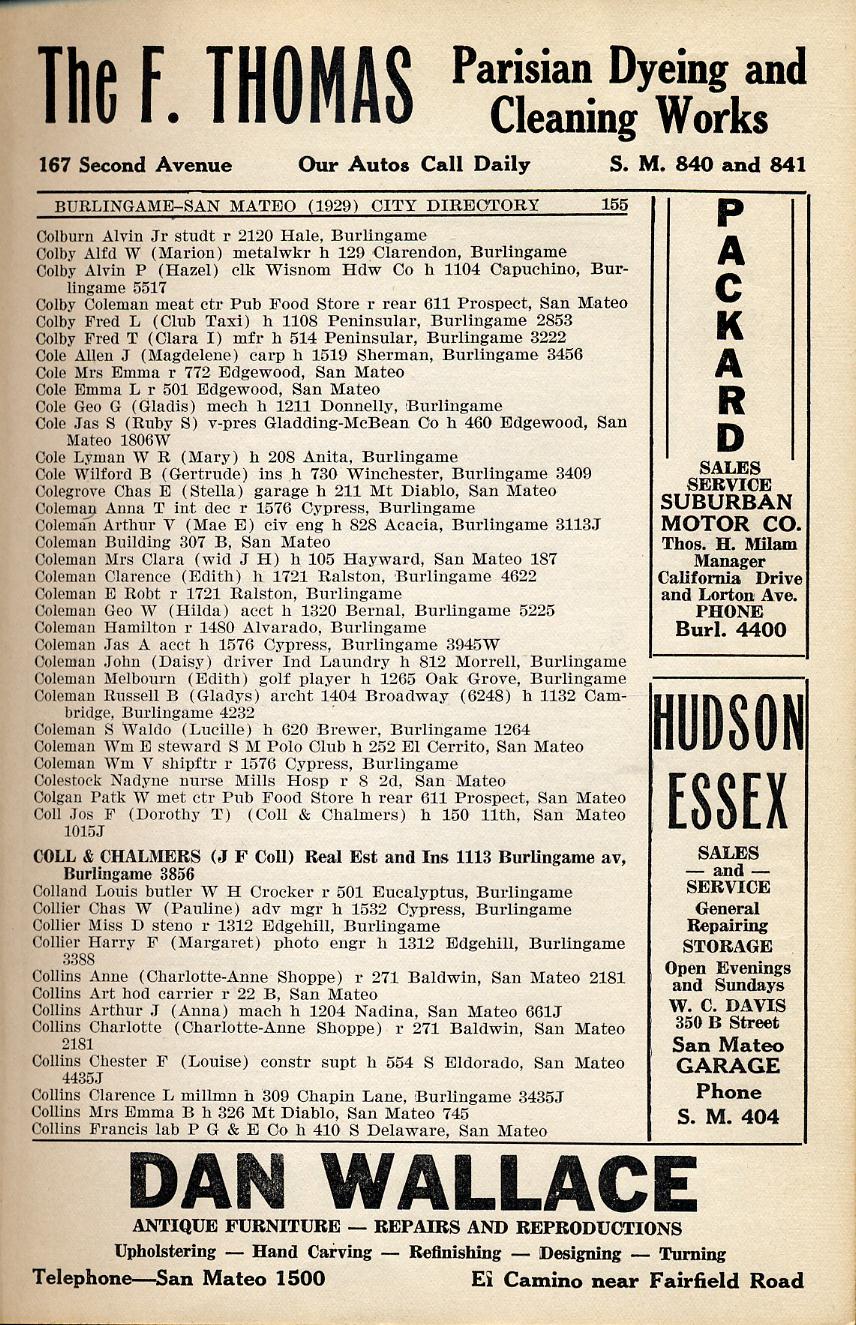 The F. THOMAS
Parisian Dyeing and
Cleaning Works
167 Second Avenue Our Autos Call Daily S. M. 840 and 841
BURLINGAME–SAN MATEO (1929) CITY DIRECTORY 155
Colburn Alvin Jr studt r 2120 Hale, Burlingame
Colby Alfd W (Marion) metalwkr h 129 Clarendon, Burlingame
Colby Alvin P (Hazel) clk Wisnom Hdw Co h 1104 Capuchino, Bur-
lingame 5517
Colby Coleman meat ctr Pub Food Store r rear 611 Prospect, San Mateo
Colby Fred L (Club Taxi) h 1108 Peninsular, Burlingame 2853
Colby Fred T (Clara I) mfr h 514 Peninsular, Burlingame 3222
Cole Allen J (Magdelene) carp h 1519 Sherman, Burlingame 3456
Cole Mrs Emma r 772 Edgewood, San Mateo
Cole Emma L r 501 Edgewood, San Mateo
Cole Geo G (Gladis) mech h 1211 Donnelly, Burlingame
Cole Jas S (Ruby S) v-pres Gladding-McBean Co h 460 Edgewood, San
Mateo 1806W
Cole Lyman W R (Mary) h 208 Anita, Burlingame
Cole Wilford B (Gertrude) ins h 730 Winchester, Burlingame 3409
Colegrove Chas E (Stella) garage h 211 Mt Diablo, San Mateo
Coleman Anna T int dec r 1576 Cypress, Burlingame
Coleman Arthur V (Mae E) civ eng h 828 Acacia, Burlingame 3113J
Coleman Building 307 B, San Mateo
Coleman Mrs Clara (wid J H) h 105 Hayward, San Mateo 187
Coleman Clarence (Edith) h 1721 Ralston, Burlingame 4622
Coleman E Robt r 1721 Ralston, Burlingame
Coleman Geo W (Hilda) acct h 1320 Bernal, Burlingame 5225
Coleman Hamilton r 1480 Alvarado, Burlingame
Coleman Jas A acct h 1576 Cypress, Burlingame 3945W
Coleman John (Daisy) driver Ind Laundry h 812 Morrell, Burlingame
Coleman Melbourn (Edith) golf player h 1265 Oak Grove, Burlingame
Coleman Russell B (Gladys) archt 1404 Broadway (6248) h 1132 Cam-
bridge, Burlingame 4232
Coleman S Waldo (Lucille) h 620 Brewer, Burlingame 1264
Coleman Wm E steward S M Polo Club h 252 El Cerrito, San Mateo
Coleman Wm V shipftr r 1576 Cypress, Burlingame
Colestock Nadyne nurse Mills Hosp r 8 2d, San Mateo
Colgan Patk W met ctr Pub Food Store h rear 611 Prospect, San Mateo
Coll Jos F (Dorothy T) (Coll & Chalmers) h 150 11th, San Mateo
1015J
COLL & CHALMERS (J F Coll) Real Est and Ins 1113 Burlingame av,
Burlingame 3856
Colland Louis butler W H Crocker r 501 Eucalyptus, Burlingame
Collier Chas W (Pauline) adv mgr h 1532 Cypress, Burlingame
Collier Miss D steno r 1312 Edgehill, Burlingame
Collier Harry F (Margaret) photo engr h 1312 Edgehill, Burlingame
3388
Collins Anne (Charlotte-Anne Shoppe) r 271 Baldwin, San Mateo 2181
Collins Art hod carrier r 22 B, San Mateo
Collins Arthur J (Anna) mach h 1204 Nadina, San Mateo 661J
Collins Charlotte (Charlotte-Anne Shoppe) r 271 Baldwin, San Mateo
2181
Collins Chester F (Louise) constr supt h 554 S Eldorado, San Mateo
4435J
Collins Clarence L millmn h 309 Chapin Lane, Burlingame 3435J
Collins Mrs Emma B h 326 Mt Diablo, San Mateo 745
Collins Francis lab P G & E Co h 410 S Delaware, San Mateo
PACKARD
SALES
SERVICE
SUBURBAN
MOTOR CO.
Thos. H. Milam
Manager
California Drive
and Lorton Ave.
PHONE
Burl. 4400
HUDSON
ESSEX
SALES
— and —
SERVICE
General
Repairing
STORAGE
Open Evenings
and Sundays
W. C. DAVIS
350 B Street
San Mateo
GARAGE
Phone
S. M. 404
DAN WALLACE
ANTIQUE FURNITURE — REPAIRS AND REPRODUCTIONS
Upholstering — Hand Carving — Refinishing — Designing — Turning
Telephone—San Mateo 1500 El Camino near Fairfield Road